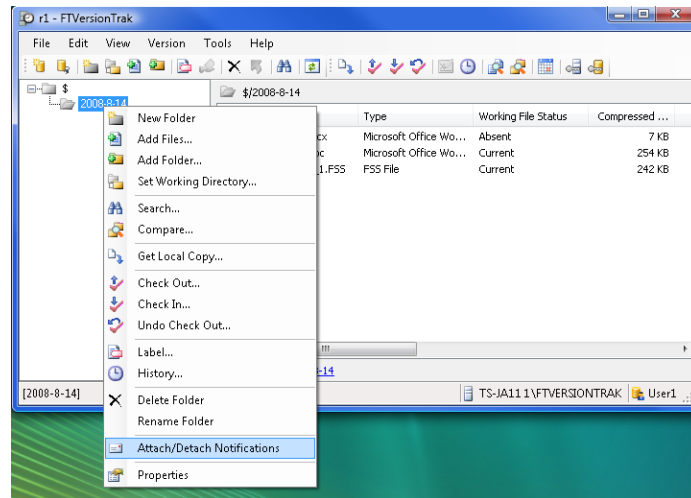 r1 - FTVersionTrak
File Edit View Version Tools Help
$
2008-8-14
$/2008-8-14
Type Working File Status Compressed ...
cx Microsoft Office Wo... Absent 7 KB
Microsoft Office Wo... Current 254 KB
_1.FSS FSS File Current 242 KB
New Folder
Add Files...
Add Folder...
Set Working Directory...
Search...
Compare...
Get Local Copy...
Check Out...
Check In...
Undo Check Out...
Label...
History...
Delete Folder
Rename Folder
Attach/Detach Notifications
Properties
8-14
[2008-8-14] TS-JA11 1\FTVERSIONTRAK User1